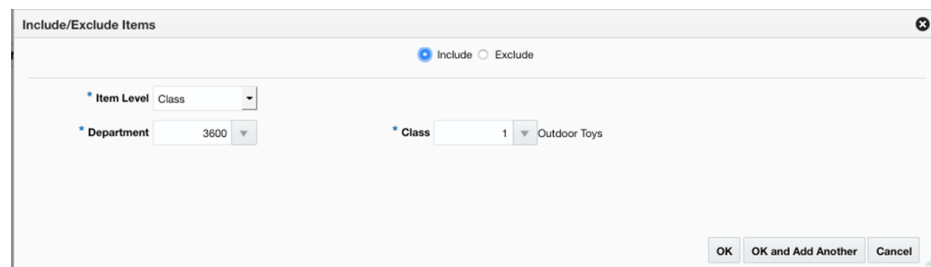 Include/Exclude Items
Include Exclude
* Item Level Class
* Department 3600 * Class 1 Outdoor Toys
OK OK and Add Another Cancel